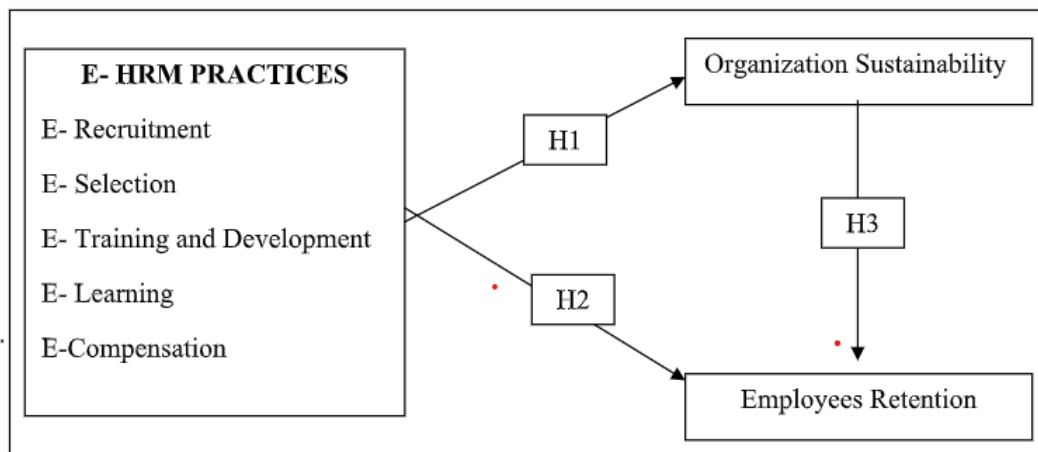 E- HRM PRACTICES
E- Recruitment
E- Selection
E- Training and Development
E- Learning
E-Compensation
H1
H2
Organization Sustainability
H3
Employees Retention